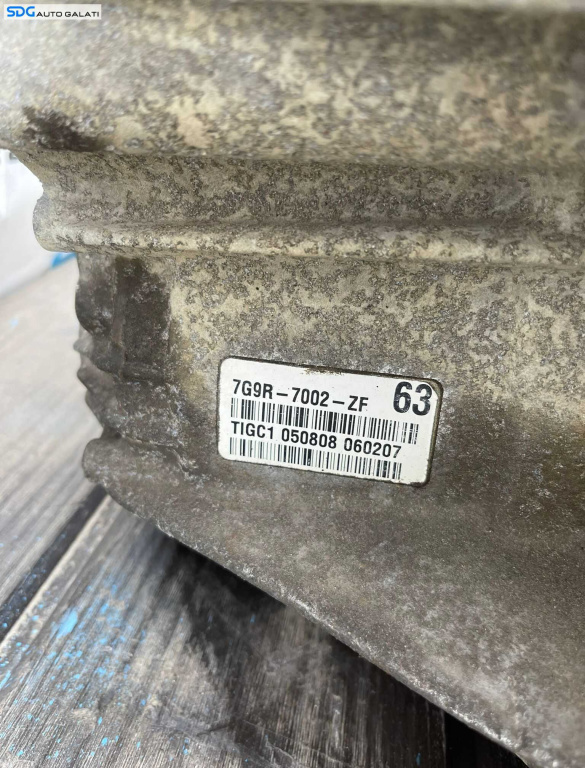 SDG AUTO GALATI
7G9R-7002-ZF 63
TIGC1 050808 060207